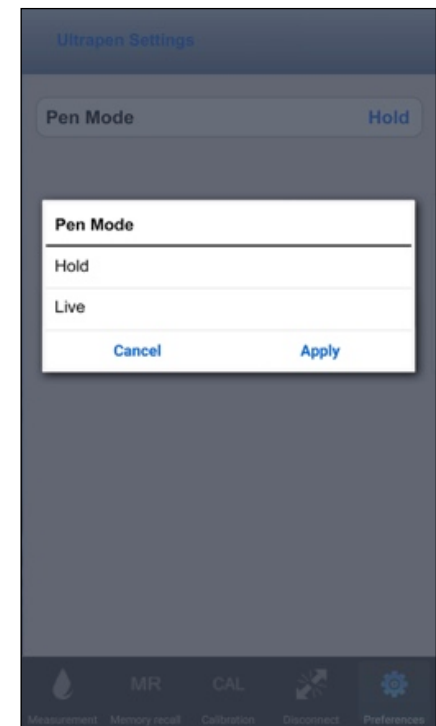 Ultrapen Settings
Pen Mode Hold
Pen Mode
Hold
Live
Cancel Apply
MR CAL
Measurement Memory recall Calibration Disconnect Preferences